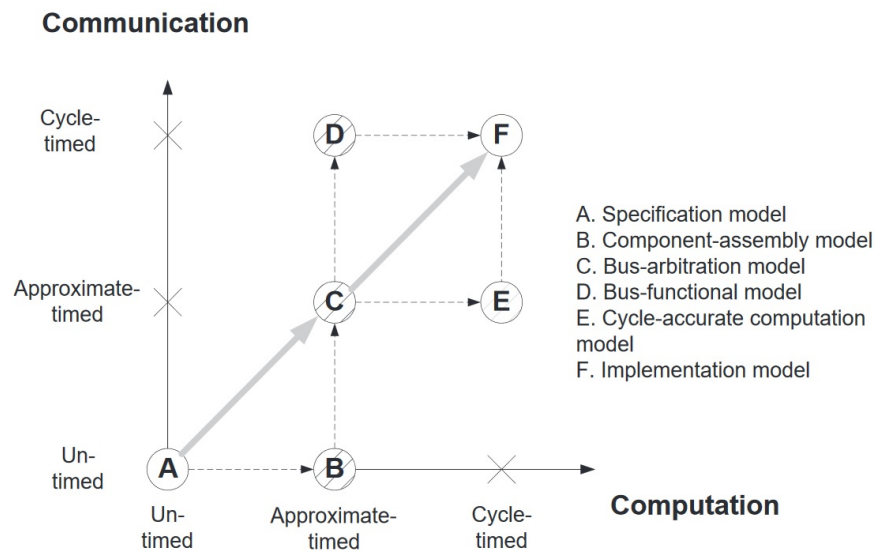 Communication
Cycle-
timed
D
F
A. Specification model
B. Component-assembly model
C. Bus-arbitration model
D. Bus-functional model
E. Cycle-accurate computation
model
F. Implementation model
Approximate-
timed
C
E
Un-
timed
A
B
Un-
timed
Approximate-
timed
Cycle-
timed
Computation